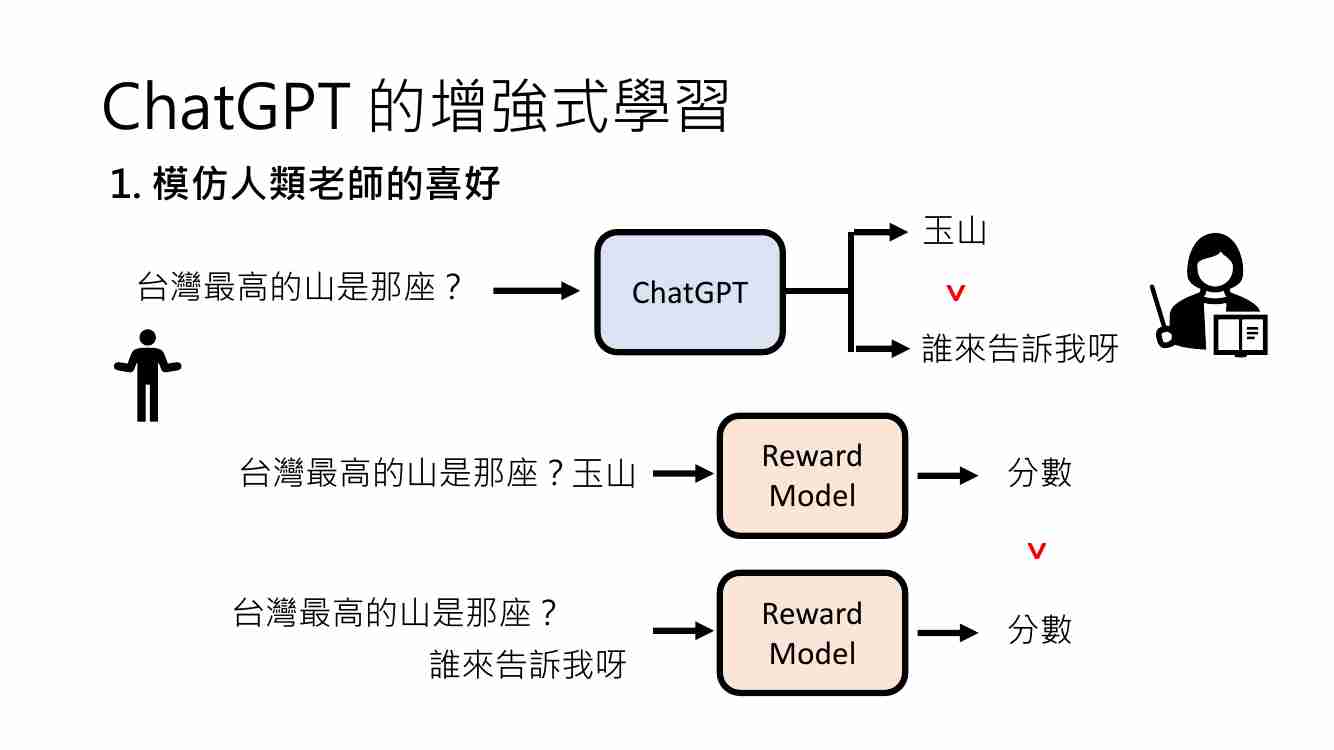 ChatGPT 的增強式學習
1. 模仿人類老師的喜好
台灣最高的山是那座？
ChatGPT
玉山
>
誰來告訴我呀
台灣最高的山是那座？玉山
Reward
Model
分數
>
台灣最高的山是那座？
誰來告訴我呀
Reward
Model
分數